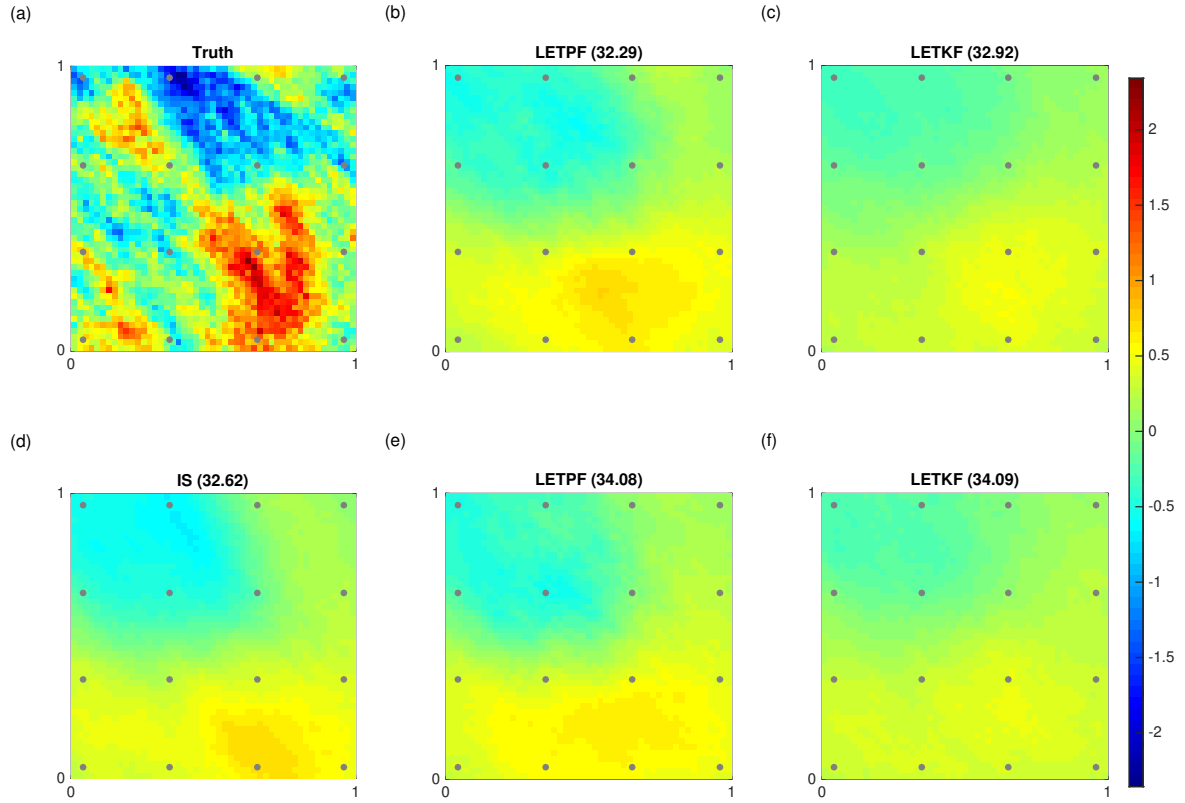 (a)
(b)
(c)
Truth
LETPF (32.29)
LETKF (32.92)
1
0
0
1
1
0
0
1
1
0
0
1
2
1.5
1
0.5
0
-0.5
-1
-1.5
-2
(d)
(e)
(f)
IS (32.62)
LETPF (34.08)
LETKF (34.09)
1
0
0
1
1
0
0
1
1
0
0
1